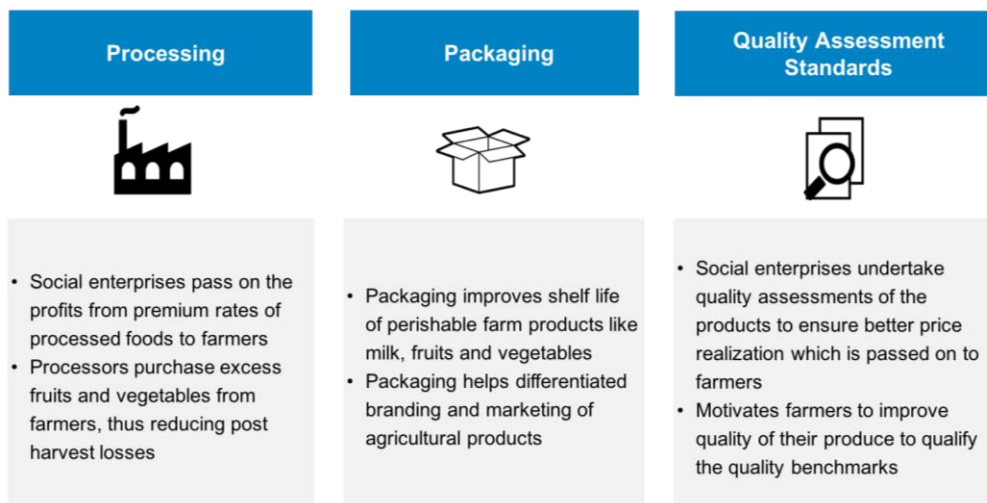 Processing
Packaging
Quality Assessment
Standards
• Social enterprises pass on the
profits from premium rates of
processed foods to farmers
• Processors purchase excess
fruits and vegetables from
farmers, thus reducing post
harvest losses
• Packaging improves shelf life
of perishable farm products like
milk, fruits and vegetables
• Packaging helps differentiated
branding and marketing of
agricultural products
• Social enterprises undertake
quality assessments of the
products to ensure better price
realization which is passed on to
farmers
• Motivates farmers to improve
quality of their produce to qualify
the quality benchmarks